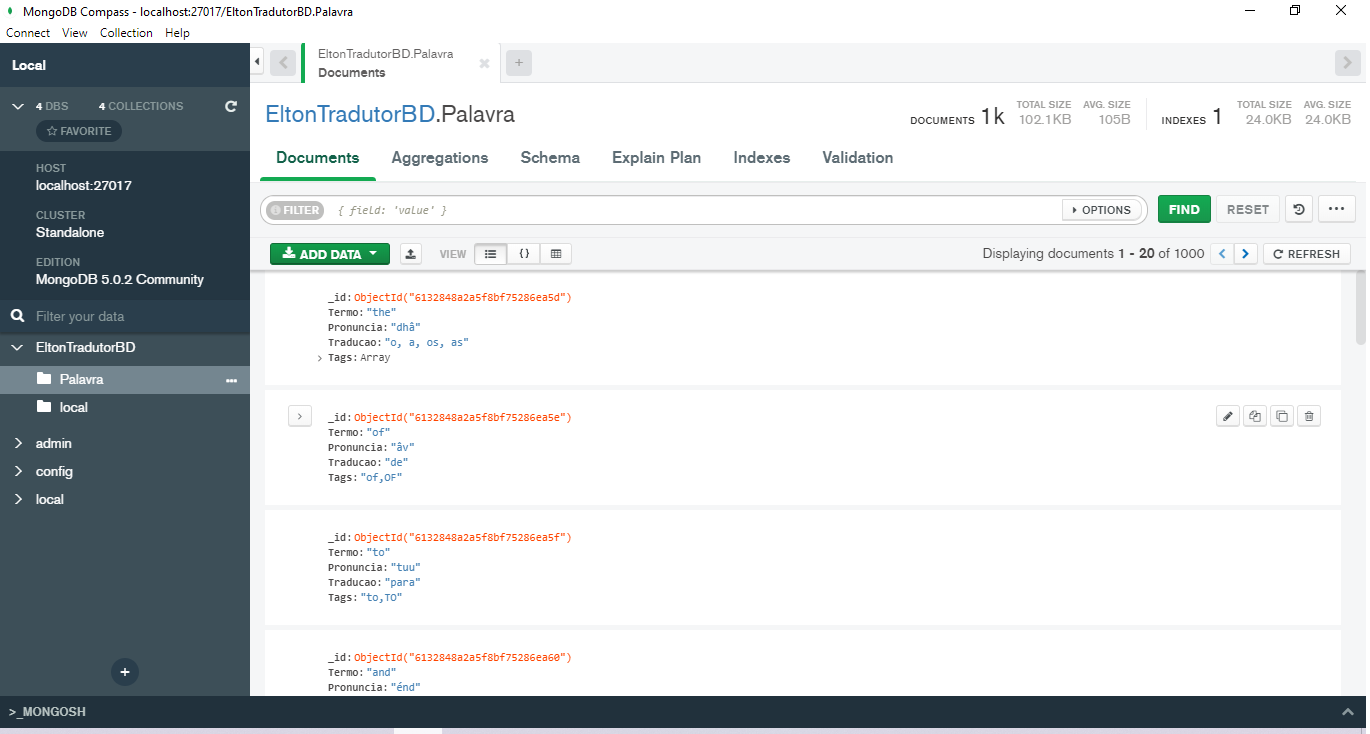 MongoDB Compass - localhost:27017/EltonTradutorBD.Palavra
Connect View Collection Help
Local
4 DBS 4 COLLECTIONS
FAVORITE
HOST
localhost:27017
CLUSTER
Standalone
EDITION
MongoDB 5.0.2 Community
Filter your data
EltonTradutorBD
Palavra
local
admin
config
local
>_MONGOSH
EltonTradutorBD.Palavra
Documents
EltonTradutorBD.Palavra
DOCUMENTS 1k TOTAL SIZE 102.1KB AVG. SIZE 105B INDEXES 1 TOTAL SIZE 24.0KB AVG. SIZE 24.0KB
Documents Aggregations Schema Explain Plan Indexes Validation
FILTER { field: 'value' } OPTIONS FIND RESET
ADD DATA VIEW {} Displaying documents 1 - 20 of 1000 REFRESH
_id: ObjectId("6132848a2a5f8bf75286ea5d")
Termo: "the"
Pronuncia: "dhâ"
Traducao: "o, a, os, as"
Tags: Array
_id: ObjectId("6132848a2a5f8bf75286ea5e")
Termo: "of"
Pronuncia: "âv"
Traducao: "de"
Tags: "of,OF"
_id: ObjectId("6132848a2a5f8bf75286ea5f")
Termo: "to"
Pronuncia: "tuu"
Traducao: "para"
Tags: "to,TO"
_id: ObjectId("6132848a2a5f8bf75286ea60")
Termo: "and"
Pronuncia: "énd"